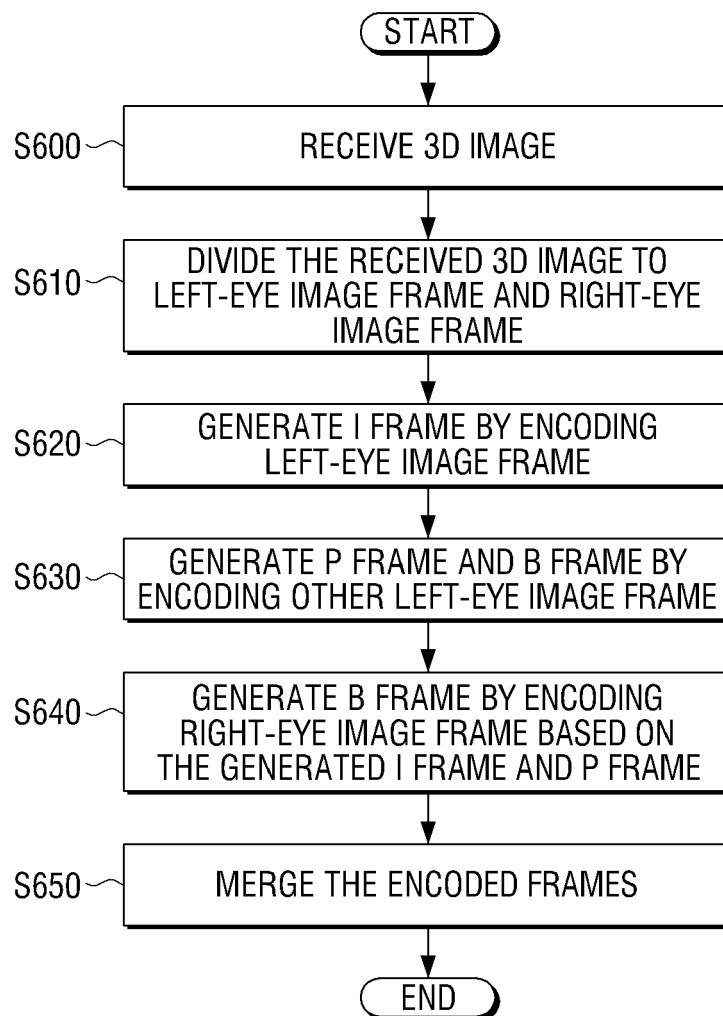 START
S600
RECEIVE 3D IMAGE
S610
DIVIDE THE RECEIVED 3D IMAGE TO
LEFT-EYE IMAGE FRAME AND RIGHT-EYE
IMAGE FRAME
S620
GENERATE I FRAME BY ENCODING
LEFT-EYE IMAGE FRAME
S630
GENERATE P FRAME AND B FRAME BY
ENCODING OTHER LEFT-EYE IMAGE FRAME
S640
GENERATE B FRAME BY ENCODING
RIGHT-EYE IMAGE FRAME BASED ON
THE GENERATED I FRAME AND P FRAME
S650
MERGE THE ENCODED FRAMES
END